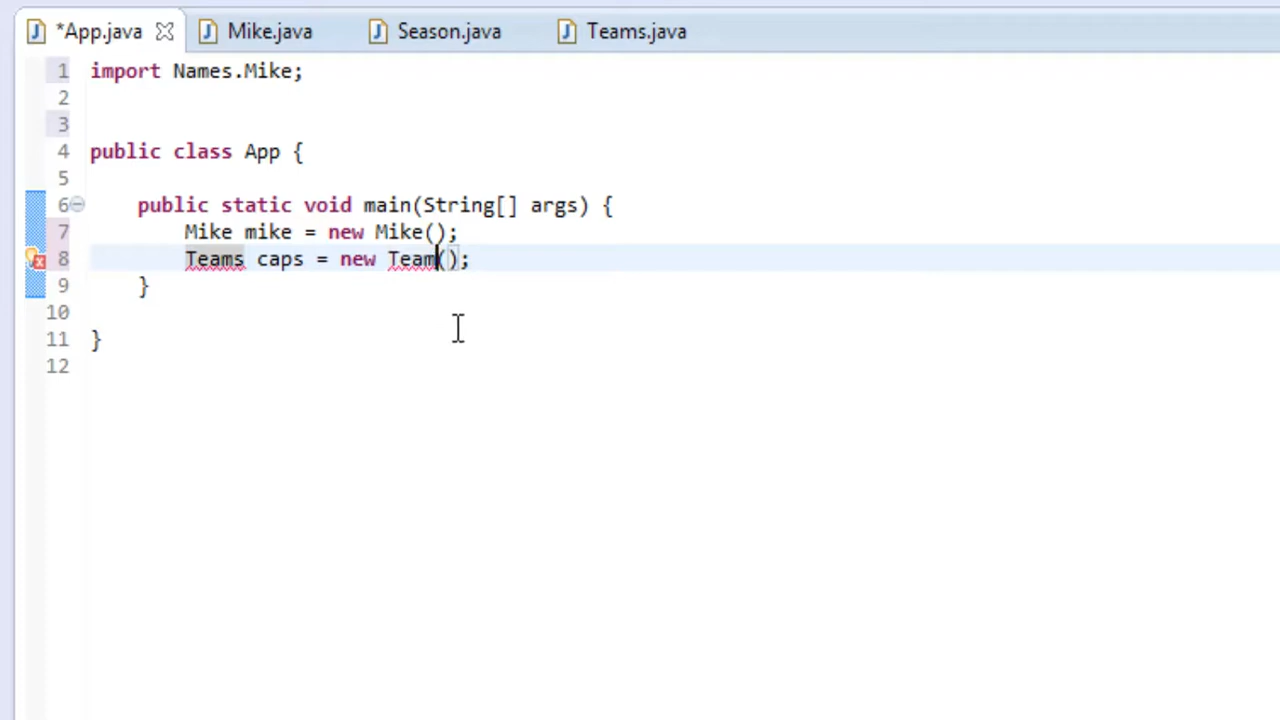 *App.java Mike.java Season.java Teams.java
1 import Names.Mike;
2
3
4 public class App {
5
6 public static void main(String[] args) {
7 Mike mike = new Mike();
8 Teams caps = new Team();
9 }
10
11 }
12